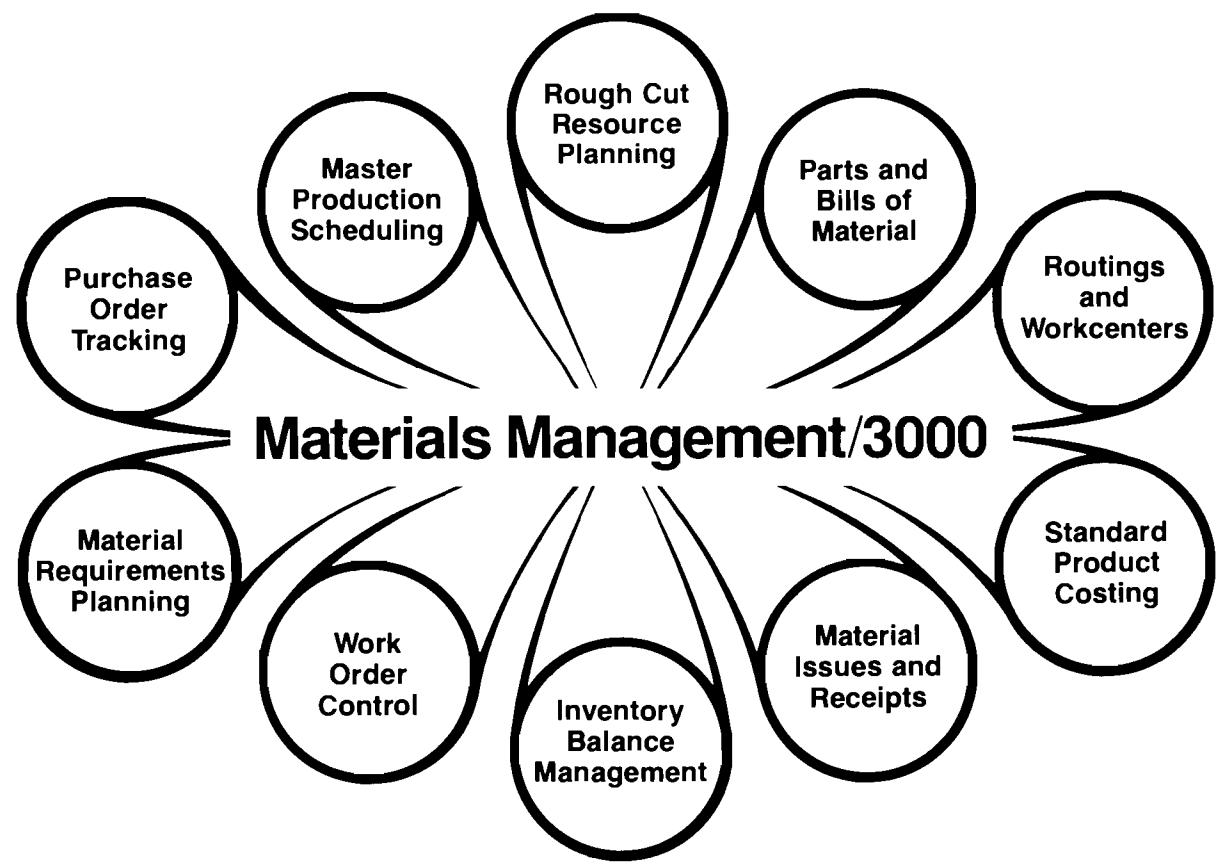 Rough Cut
Resource
Planning
Master
Production
Scheduling
Parts and
Bills of
Material
Purchase
Order
Tracking
Routings
and
Workcenters
Materials Management/3000
Material
Requirements
Planning
Standard
Product
Costing
Work
Order
Control
Material
Issues and
Receipts
Inventory
Balance
Management